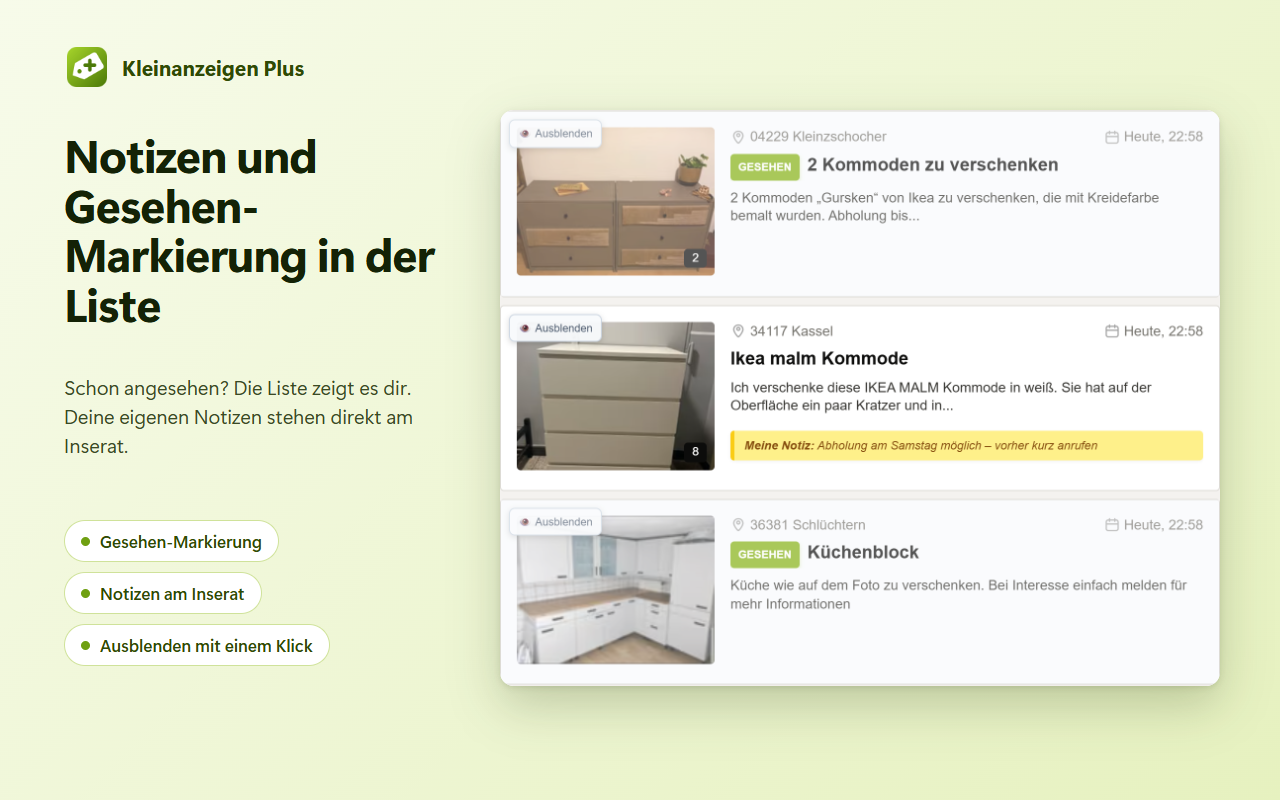 Kleinanzeigen Plus
Notizen und
Gesehen-
Markierung in der
Liste
Schon angesehen? Die Liste zeigt es dir.
Deine eigenen Notizen stehen direkt am
Inserat.
Gesehen-Markierung
Notizen am Inserat
Ausblenden mit einem Klick
Ausblenden
2
04229 Kleinzschocher
Heute, 22:58
GESEHEN 2 Kommoden zu verschenken
2 Kommoden „Gursken“ von Ikea zu verschenken, die mit Kreidefarbe
bemalt wurden. Abholung bis...
Ausblenden
8
34117 Kassel
Heute, 22:58
Ikea malm Kommode
Ich verschenke diese IKEA MALM Kommode in weiß. Sie hat auf der
Oberfläche ein paar Kratzer und in...
Meine Notiz: Abholung am Samstag möglich – vorher kurz anrufen
Ausblenden
36381 Schlüchtern
Heute, 22:58
GESEHEN Küchenblock
Küche wie auf dem Foto zu verschenken. Bei Interesse einfach melden für
mehr Informationen